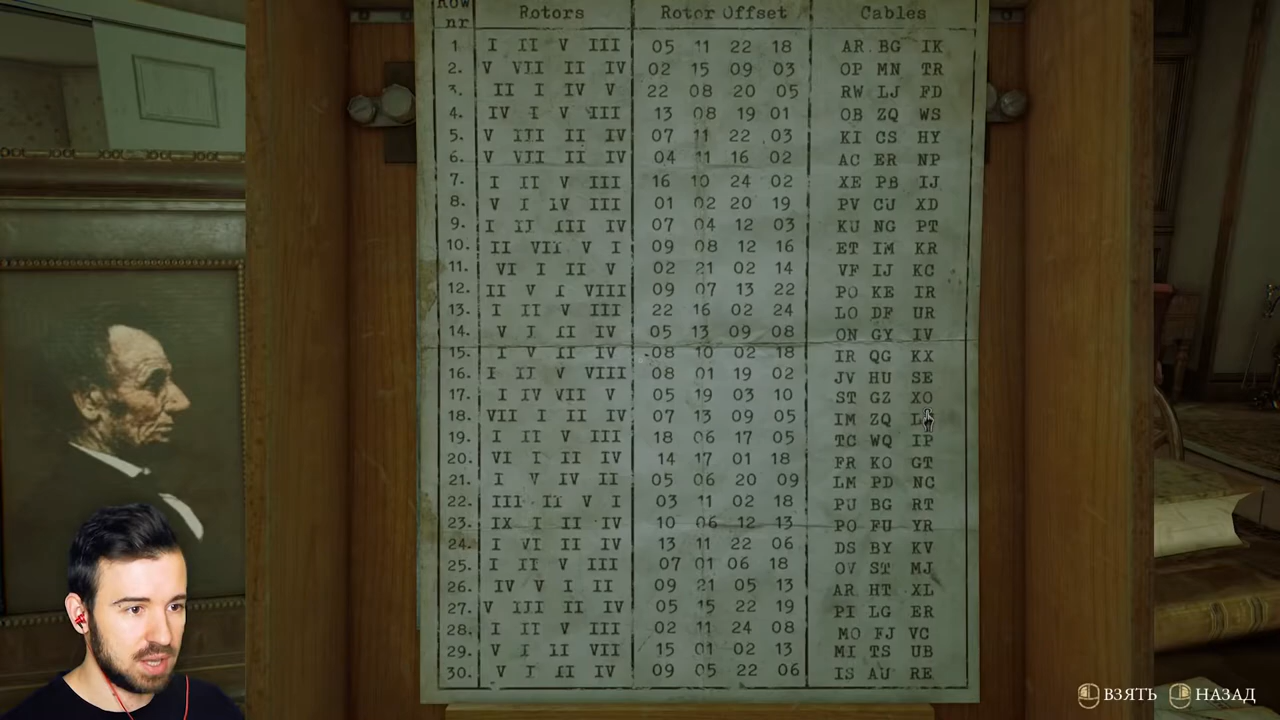 Row nr Rotors Rotor Offset Cables
1 I II V III 05 11 22 18 AR BG IK
2. V VII II IV 02 15 09 03 OP MN TR
3. II I IV V 22 08 20 05 RW LJ FD
4. IV I V III 13 08 19 01 OB ZQ WS
5. V III II IV 07 11 22 03 KI CS HY
6. V VII II IV 04 11 16 02 AC ER NP
7. I II V III 16 10 24 02 XE PB IJ
8. V I IV III 01 02 20 19 PV CU XD
9. I II III IV 07 04 12 03 KU NG PT
10. II VII V I 09 08 12 16 ET IM KR
11. VI I II V 02 21 02 14 VF IJ KC
12. II V I VIII 09 07 13 22 PO KE IR
13. I II V III 22 16 02 24 LO DF UR
14. V I II IV 05 13 09 08 ON GY IV
15. I V II IV 08 10 02 18 IR QG KX
16. I II V VIII 08 01 19 02 JV HU SE
17. I IV VII V 05 19 03 10 ST GZ XO
18. VII I II IV 07 13 09 05 IM ZQ
19. I II V III 18 06 17 05 TC WQ IP
20. VI I II IV 14 17 01 18 FR KO GT
21. I V IV II 05 06 20 09 LM PD NC
22. III II V I 03 11 02 18 PU BG RT
23. IX I II IV 10 06 12 13 PO FU YR
24. I VI II IV 13 11 22 06 DS BY KV
25. I II V III 07 01 06 18 OV ST MJ
26. IV V I II 09 21 05 13 AR HT XL
27. V III II IV 05 15 22 19 PI LG ER
28. I II V III 02 11 24 08 MO FJ VC
29. V I II VII 15 01 02 13 MI TS UB
30. V I II IV 09 05 22 06 IS AU RE
ВЗЯТЬ НАЗАД